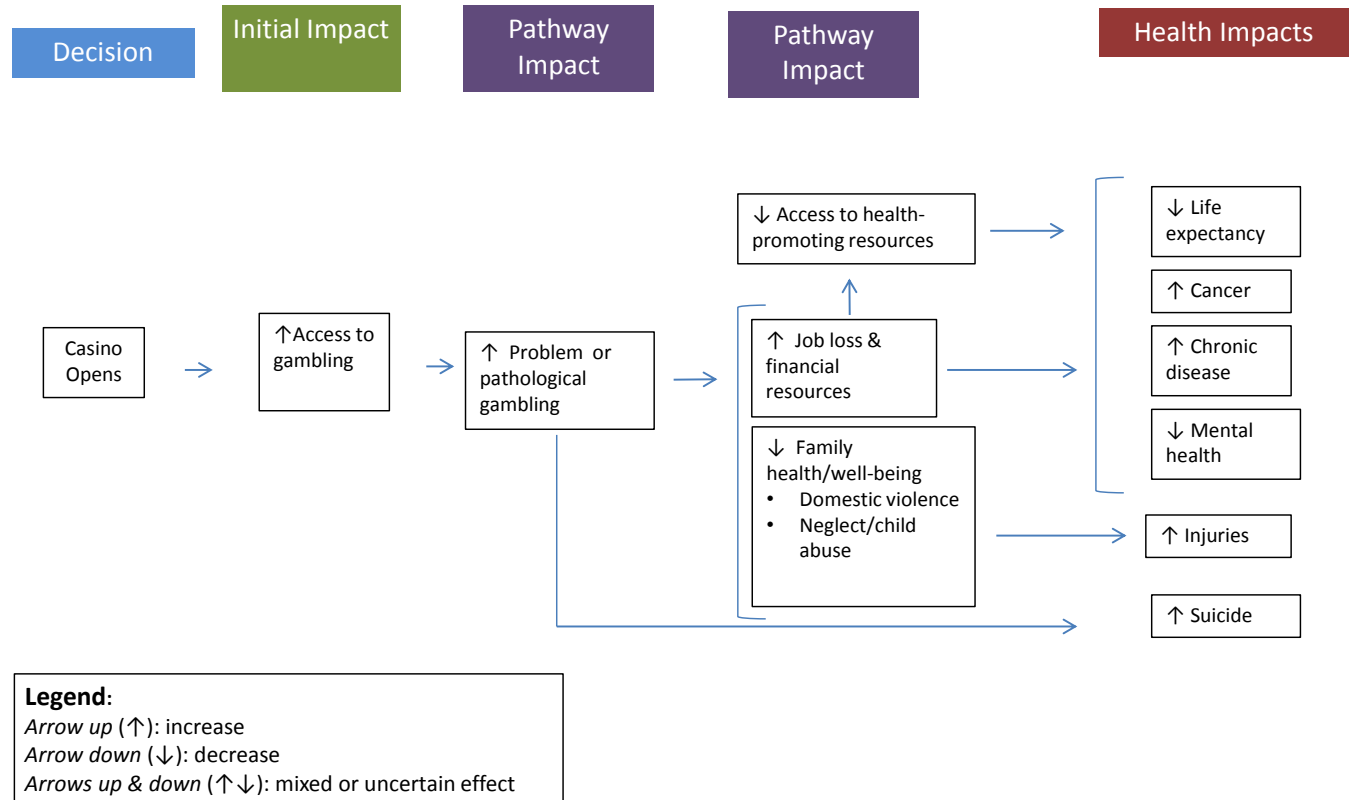 Decision
Initial Impact
Pathway
Impact
Pathway
Impact
Health Impacts
↓ Access to health-
promoting resources
↓ Life
expectancy
↑ Cancer
Casino
Opens
↑Access to
gambling
↑ Problem or
pathological
gambling
↑ Job loss &
financial
resources
↑ Chronic
disease
↓ Mental
health
↓ Family
health/well-being
• Domestic violence
• Neglect/child
abuse
↑ Injuries
↑ Suicide
Legend:
Arrow up (↑): increase
Arrow down (↓): decrease
Arrows up & down (↑↓): mixed or uncertain effect